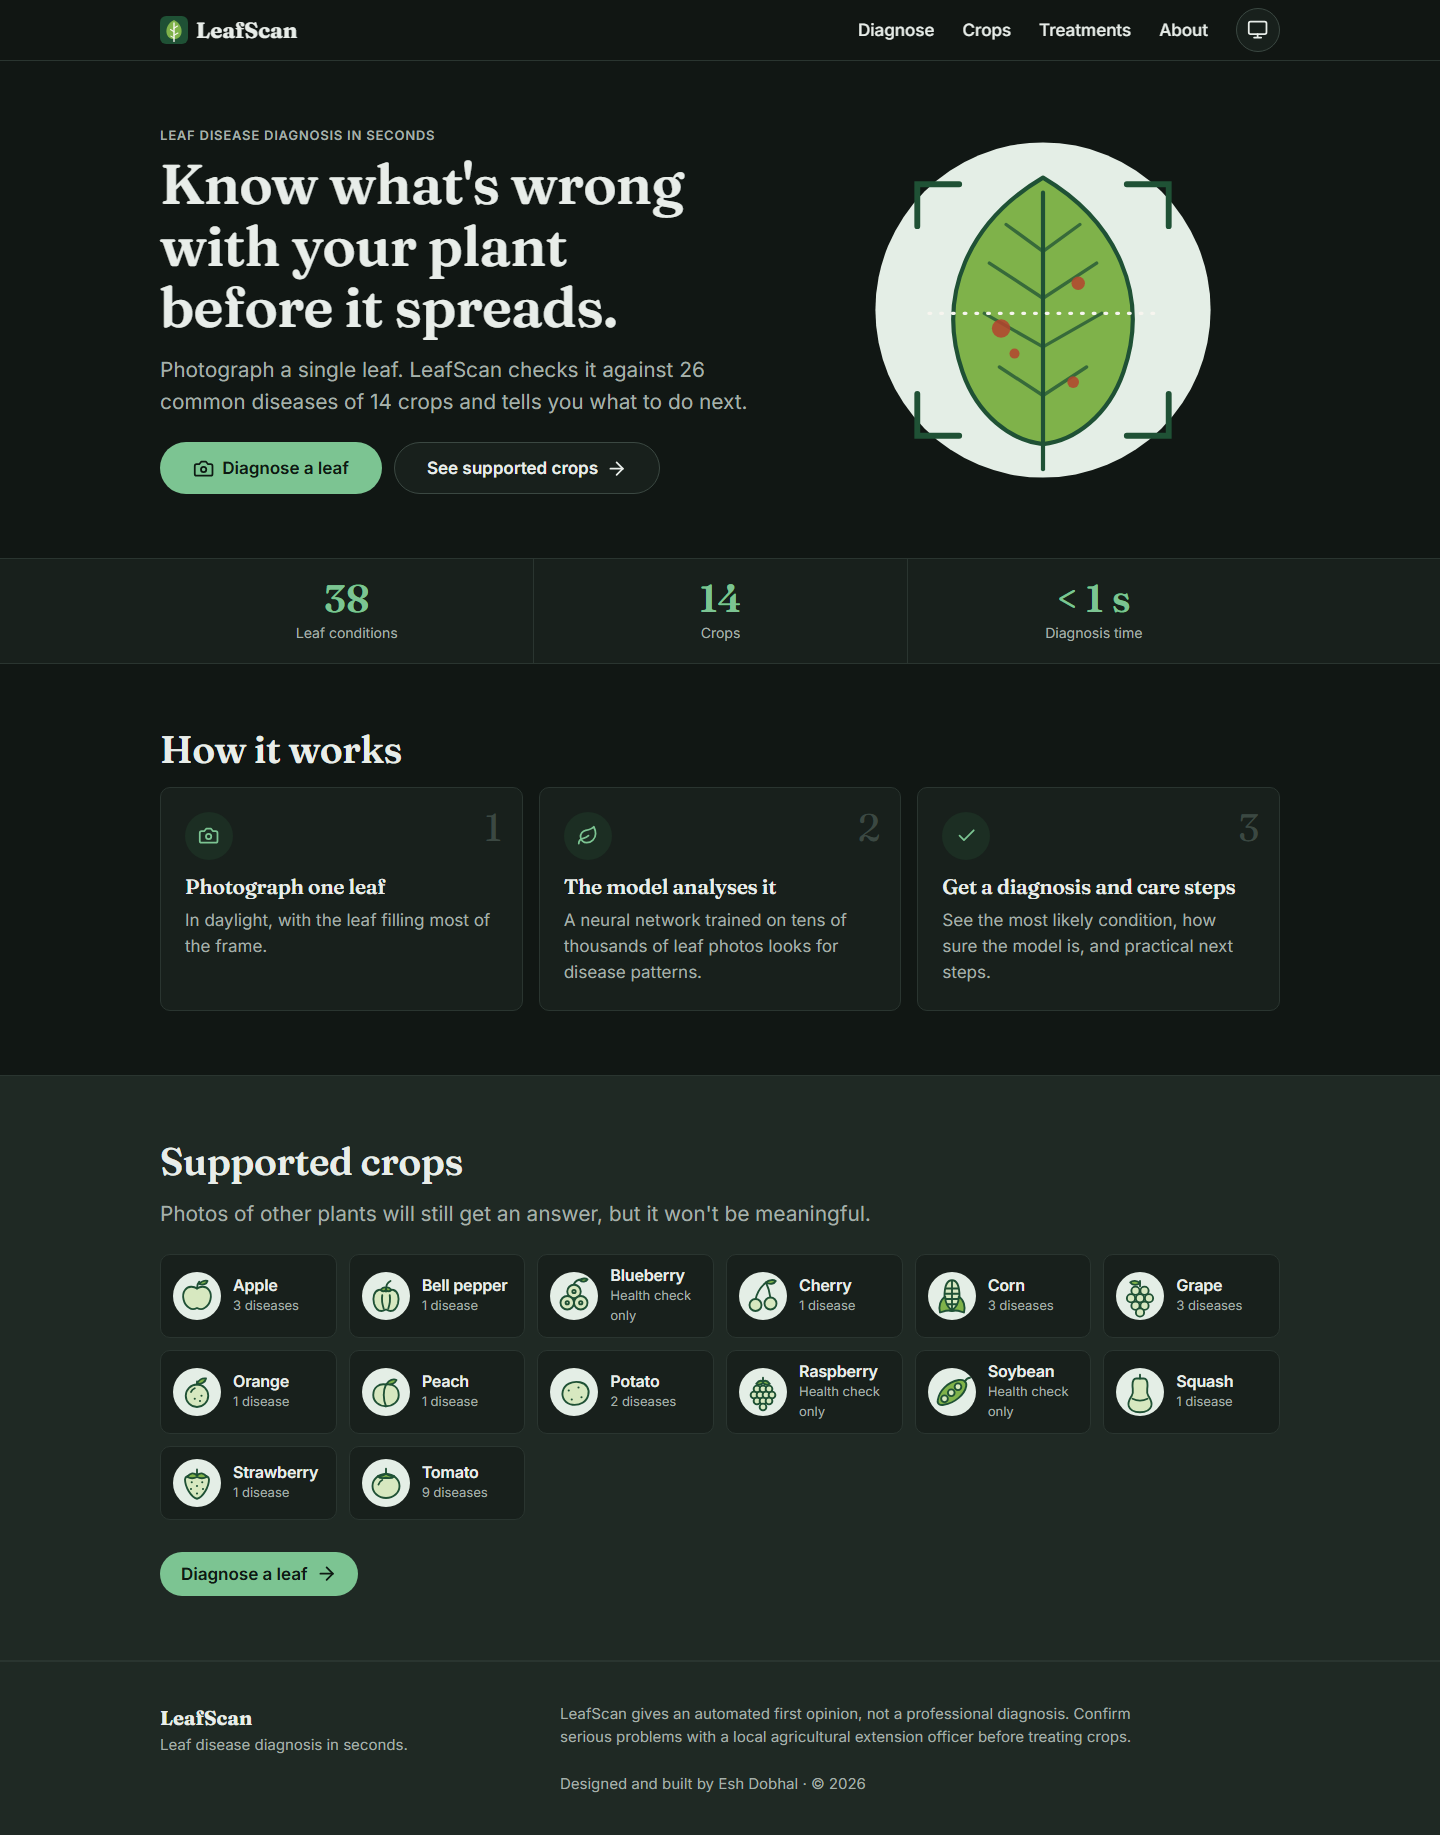 LeafScan
Diagnose
Crops
Treatments
About
LEAF DISEASE DIAGNOSIS IN SECONDS
Know what's wrong
with your plant
before it spreads.
Photograph a single leaf. LeafScan checks it against 26
common diseases of 14 crops and tells you what to do next.
Diagnose a leaf
See supported crops
38
Leaf conditions
14
Crops
< 1 s
Diagnosis time
How it works
1
Photograph one leaf
In daylight, with the leaf filling most of
the frame.
2
The model analyses it
A neural network trained on tens of
thousands of leaf photos looks for
disease patterns.
3
Get a diagnosis and care steps
See the most likely condition, how
sure the model is, and practical next
steps.
Supported crops
Photos of other plants will still get an answer, but it won't be meaningful.
Apple
3 diseases
Bell pepper
1 disease
Blueberry
Health check
only
Cherry
1 disease
Corn
3 diseases
Grape
3 diseases
Orange
1 disease
Peach
1 disease
Potato
2 diseases
Raspberry
Health check
only
Soybean
Health check
only
Squash
1 disease
Strawberry
1 disease
Tomato
9 diseases
Diagnose a leaf
LeafScan
Leaf disease diagnosis in seconds.
LeafScan gives an automated first opinion, not a professional diagnosis. Confirm
serious problems with a local agricultural extension officer before treating crops.
Designed and built by Esh Dobhal · © 2026